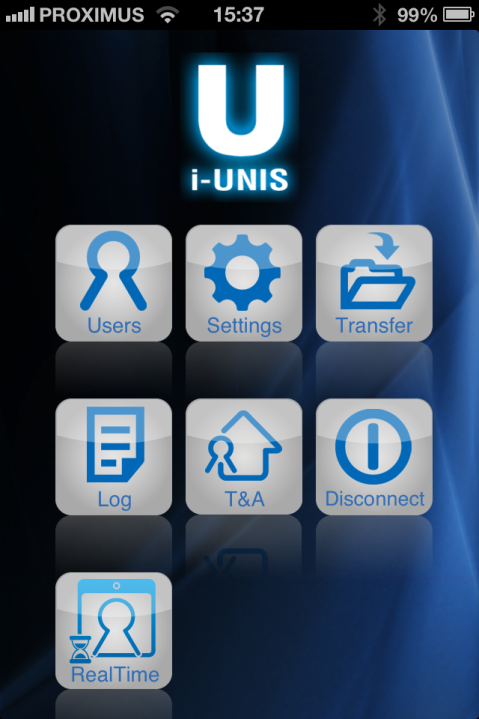 PROXIMUS 15:37 99%
U
i-UNIS
Users Settings Transfer
Log T&A Disconnect
RealTime